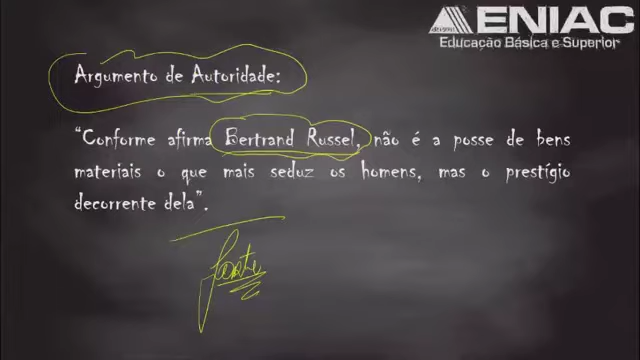 ENIAC
Educação Básica e Superior
Argumento de Autoridade:
“Conforme afirma Bertrand Russel, não é a posse de bens
materiais o que mais seduz os homens, mas o prestígio
decorrente dela”.